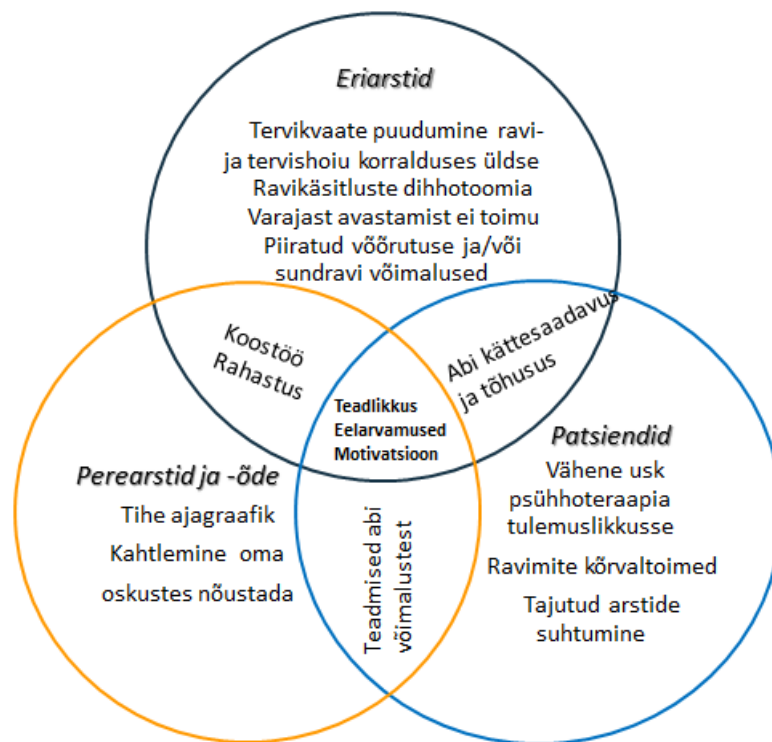 Eriarstid
Tervikvaate puudumine ravi-
ja tervishoiu korralduses üldse
Ravikäsitluste dihhotoomia
Varajast avastamist ei toimu
Piiratud võõrutuse ja/või
sundravi võimalused
Koostöö
Rahastus
Abi kättesaadavus
ja tõhusus
Teadlikkus
Eelarvamused
Motivatsioon
Perearstid ja -õde
Tihe ajagraafik
Kahtlemine oma
oskustes nõustada
Teadmised abi
võimalustest
Patsiendid
Vähene usk
psühhoteraapia
tulemuslikkusse
Ravimite kõrvaltoimed
Tajutud arstide
suhtumine